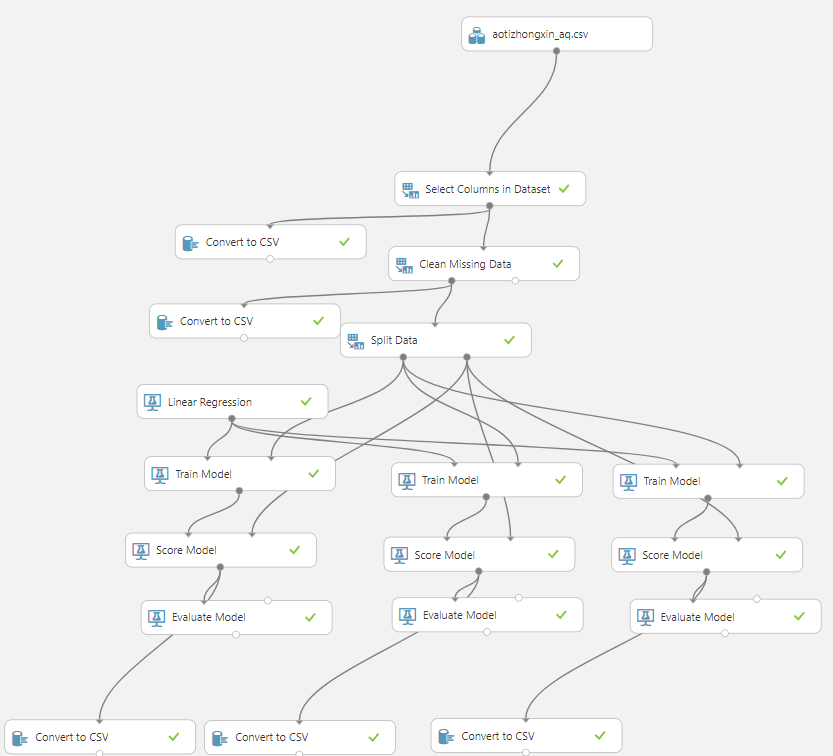 aotizhongxin_aq.csv
Select Columns in Dataset
Convert to CSV
Clean Missing Data
Convert to CSV
Split Data
Linear Regression
Train Model
Train Model
Train Model
Score Model
Score Model
Score Model
Evaluate Model
Evaluate Model
Evaluate Model
Convert to CSV
Convert to CSV
Convert to CSV